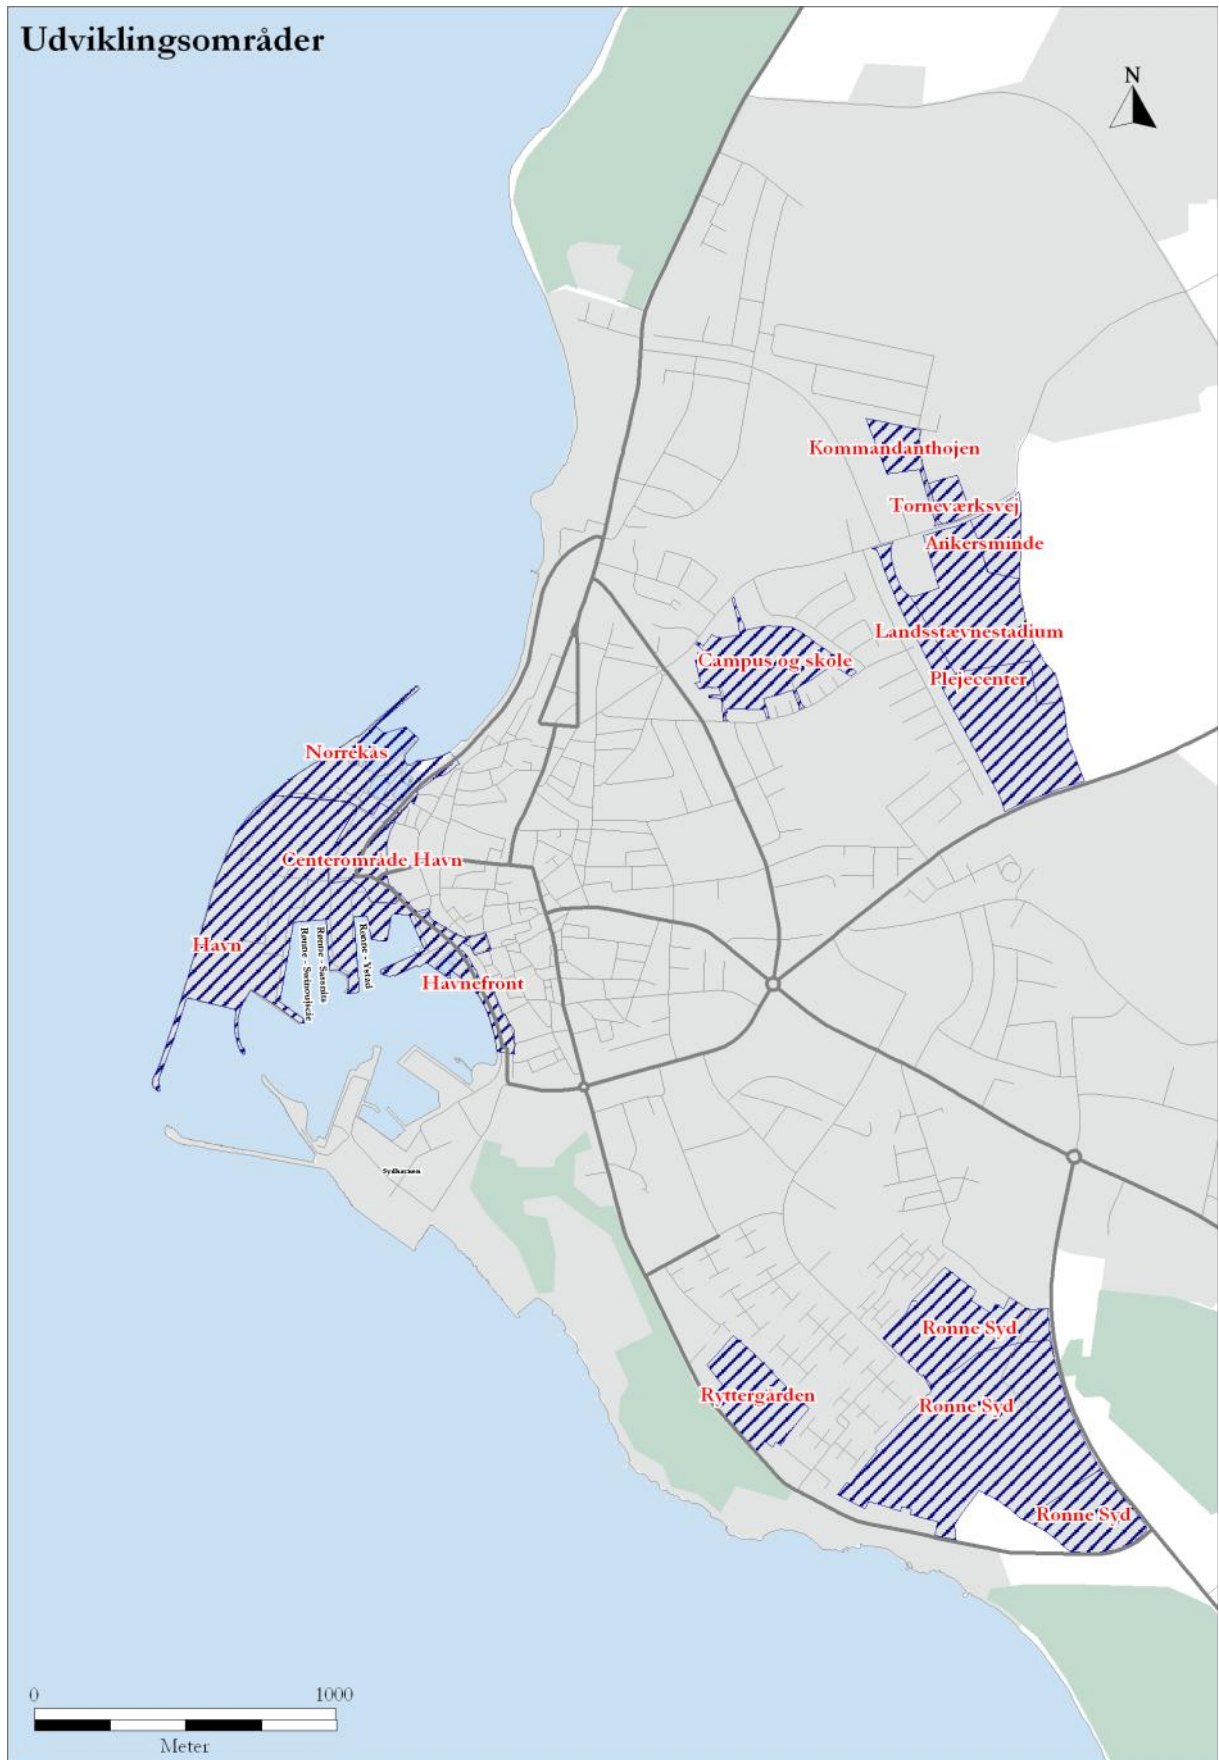 Udviklingsområder
N
Kommandanthøjen
Torneværksvej
Ankersminde
Landsstævnestadium
Campus og skole
Plejecenter
Nørrekås
Centerområde Havn
Havn
Rønne - Swinoujscie
Rønne - Sassnitz
Rønne - Ystad
Havnefront
Sydhavnen
Rønne Syd
Ryttergården
Rønne Syd
Rønne Syd
0 1000
Meter